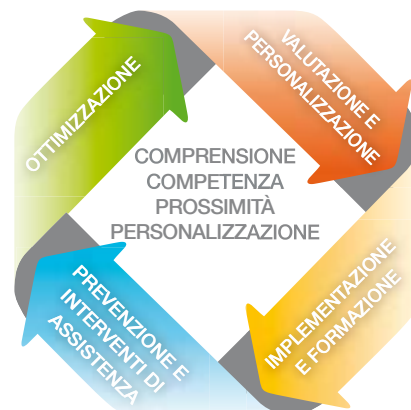 OTTIMIZZAZIONE
VALUTAZIONE E
PERSONALIZZAZIONE
COMPRENSIONE
COMPETENZA
PROSSIMITÀ
PERSONALIZZAZIONE
IMPLEMENTAZIONE
E FORMAZIONE
PREVENZIONE E
INTERVENTI DI
ASSISTENZA